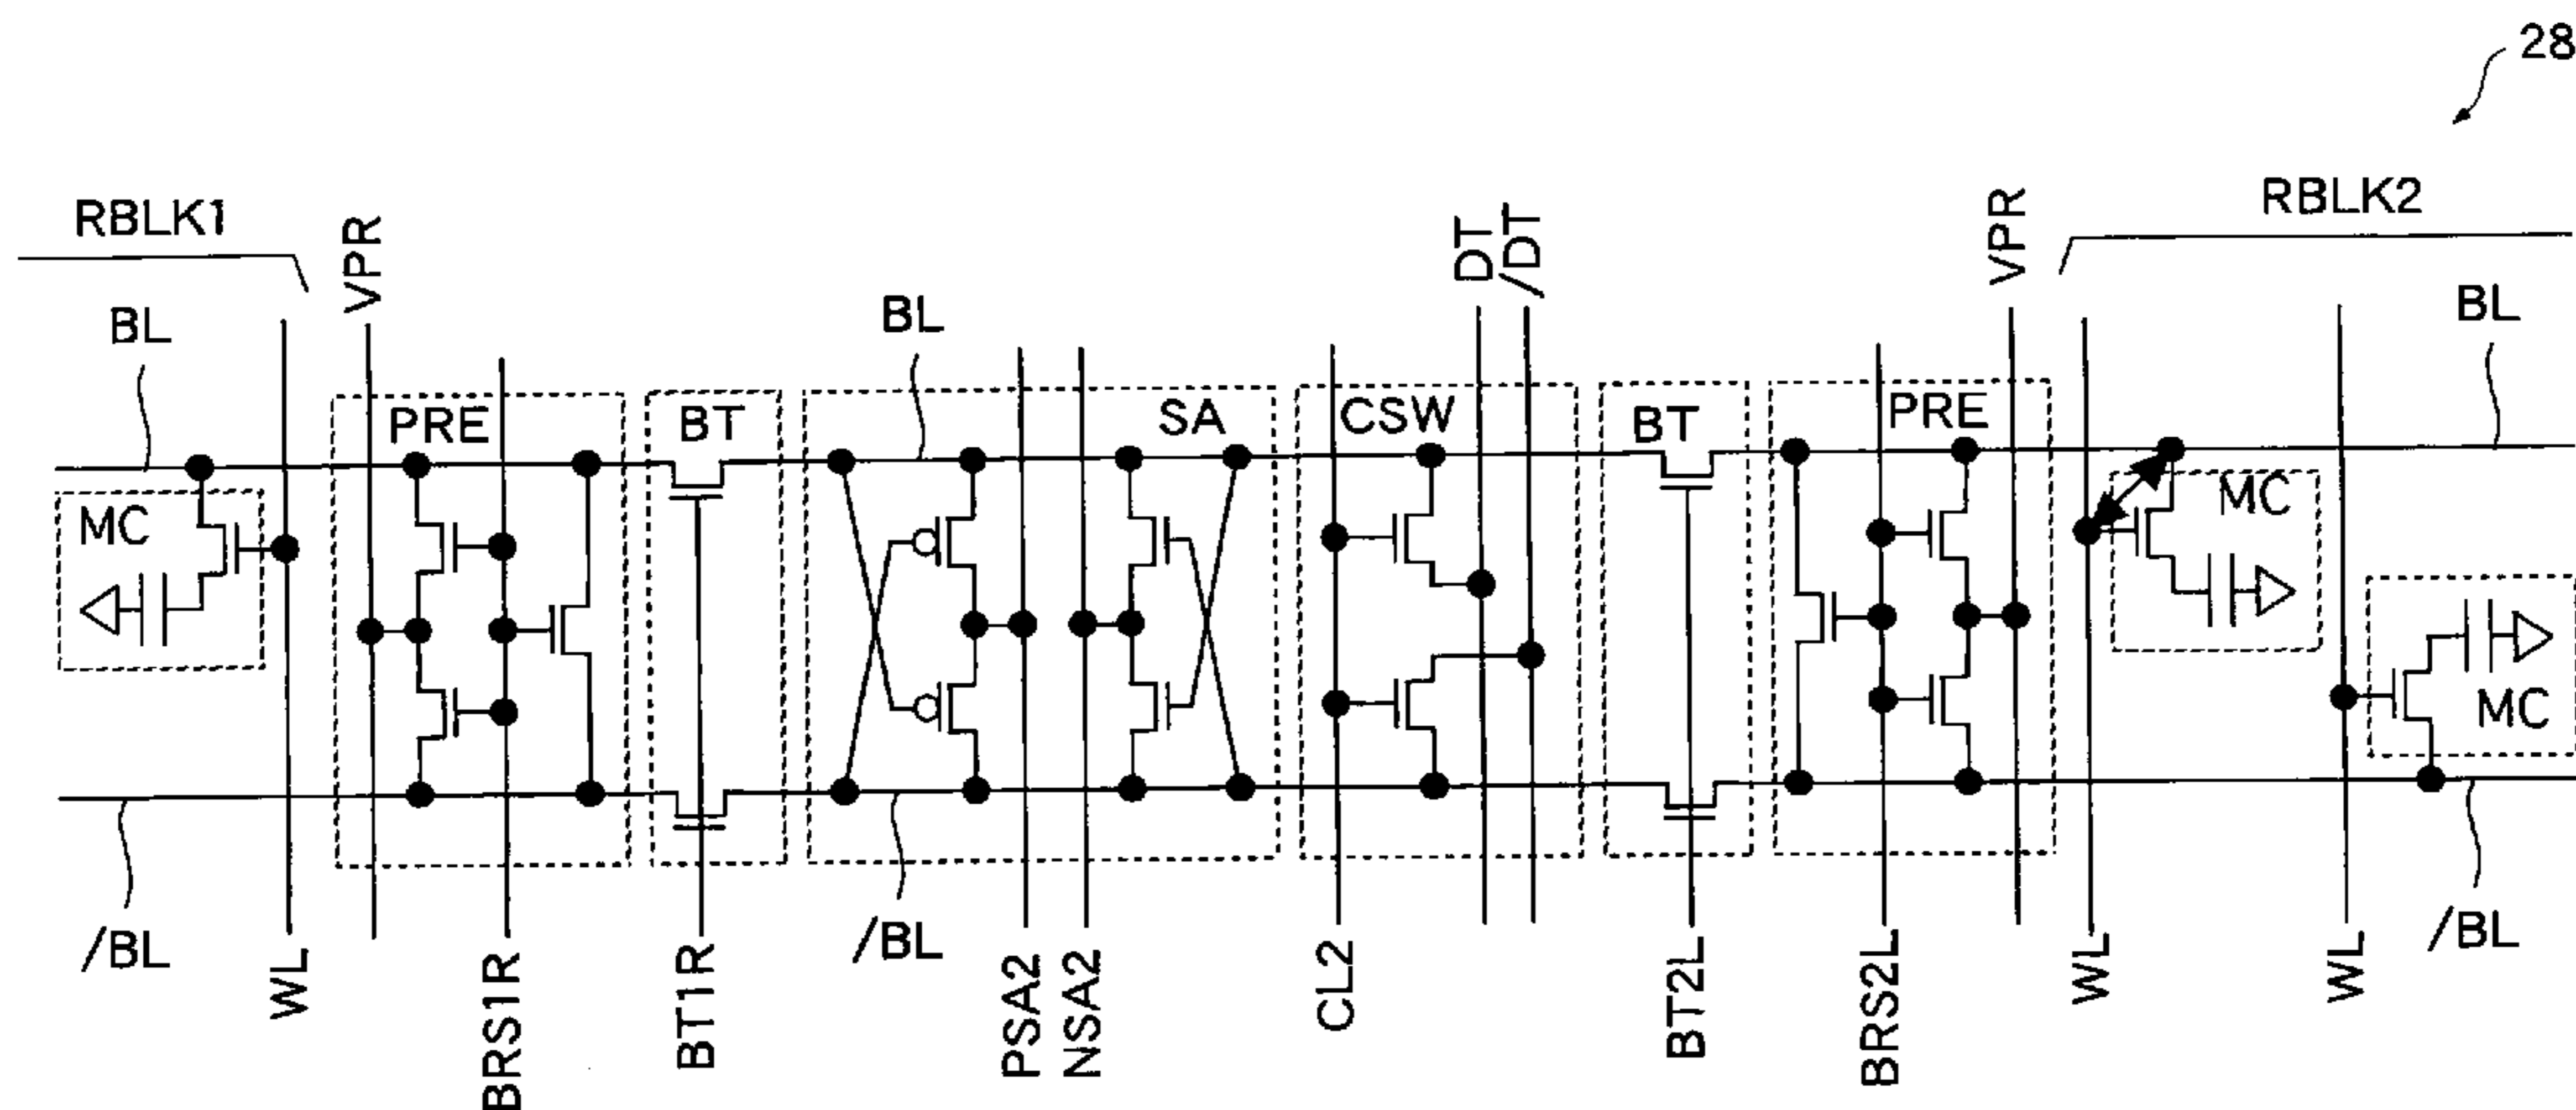 28
RBLK1
VPR
DT
/DT
VPR
RBLK2
BL
BL
BL
PRE
BT
SA
CSW
BT
PRE
MC
MC
MC
/BL
WL
BRS1R
BT1R
/BL
PSA2
NSA2
CL2
BT2L
BRS2L
WL
WL
/BL